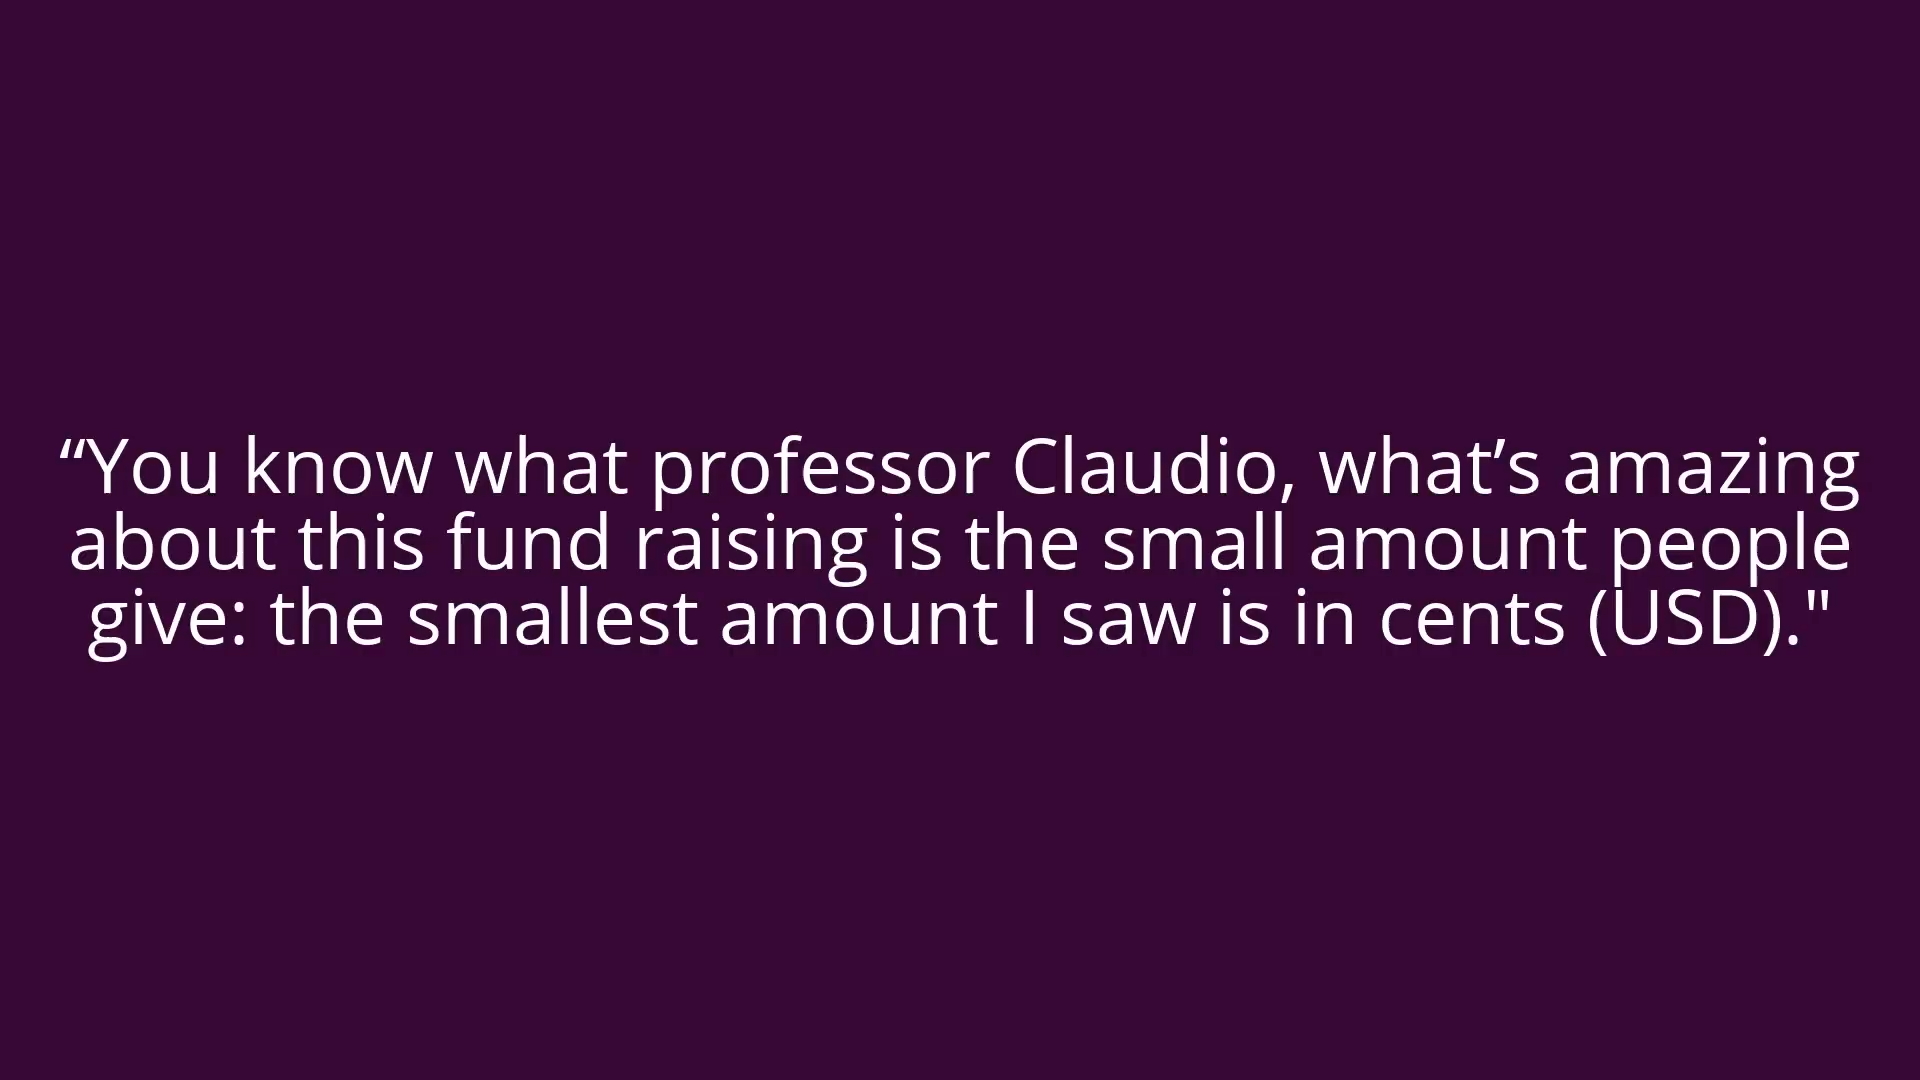 “You know what professor Claudio, what’s amazing
about this fund raising is the small amount people
give: the smallest amount I saw is in cents (USD)."